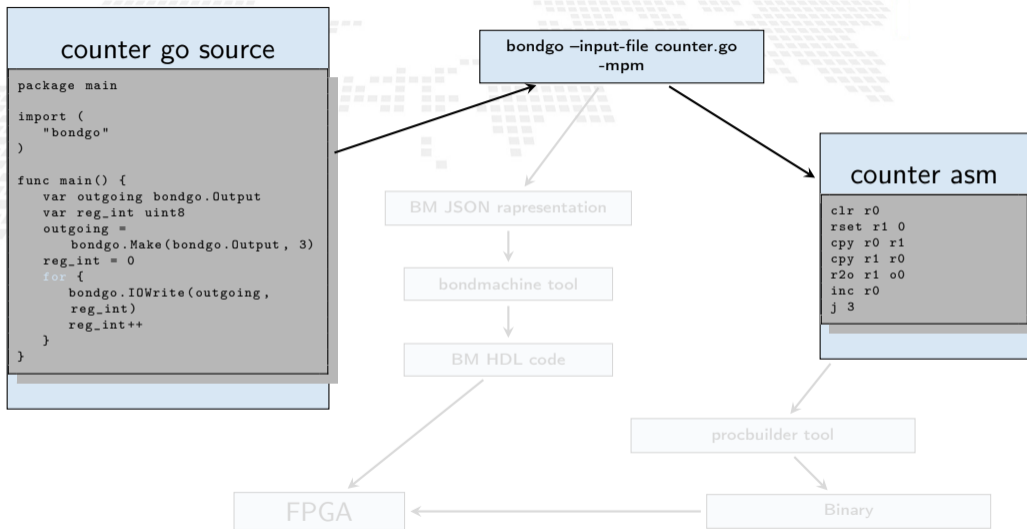 counter go source
package main
import (
"bondgo"
)
func main() {
var outgoing bondgo.Output
var reg_int uint8
outgoing =
bondgo.Make(bondgo.Output, 3)
reg_int = 0
for {
bondgo.IOWrite(outgoing,
reg_int)
reg_int++
}
}
bondgo –input-file counter.go
-mpm
BM JSON rapresentation
bondmachine tool
BM HDL code
FPGA
counter asm
clr r0
rset r1 0
cpy r0 r1
cpy r1 r0
r2o r1 o0
inc r0
j 3
procbuilder tool
Binary